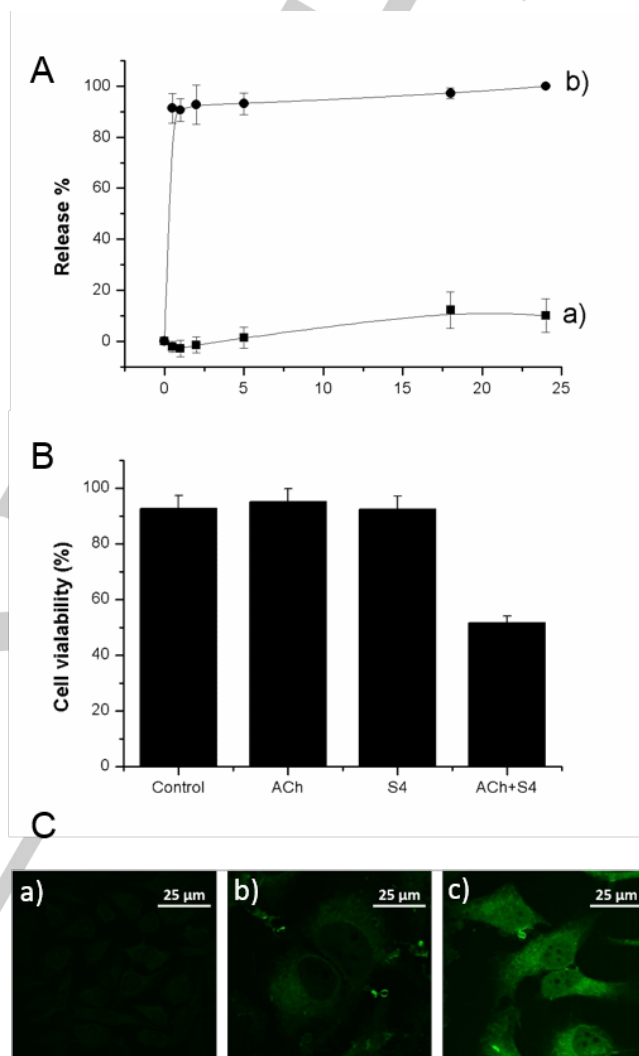 A
100
80
60
40
20
0
Release %
b)
a)
0 5 10 15 20 25
B
100
80
60
40
20
0
Cell vialability (%)
Control ACh S4 ACh+S4
C
a) 25 μm b) 25 μm c) 25 μm